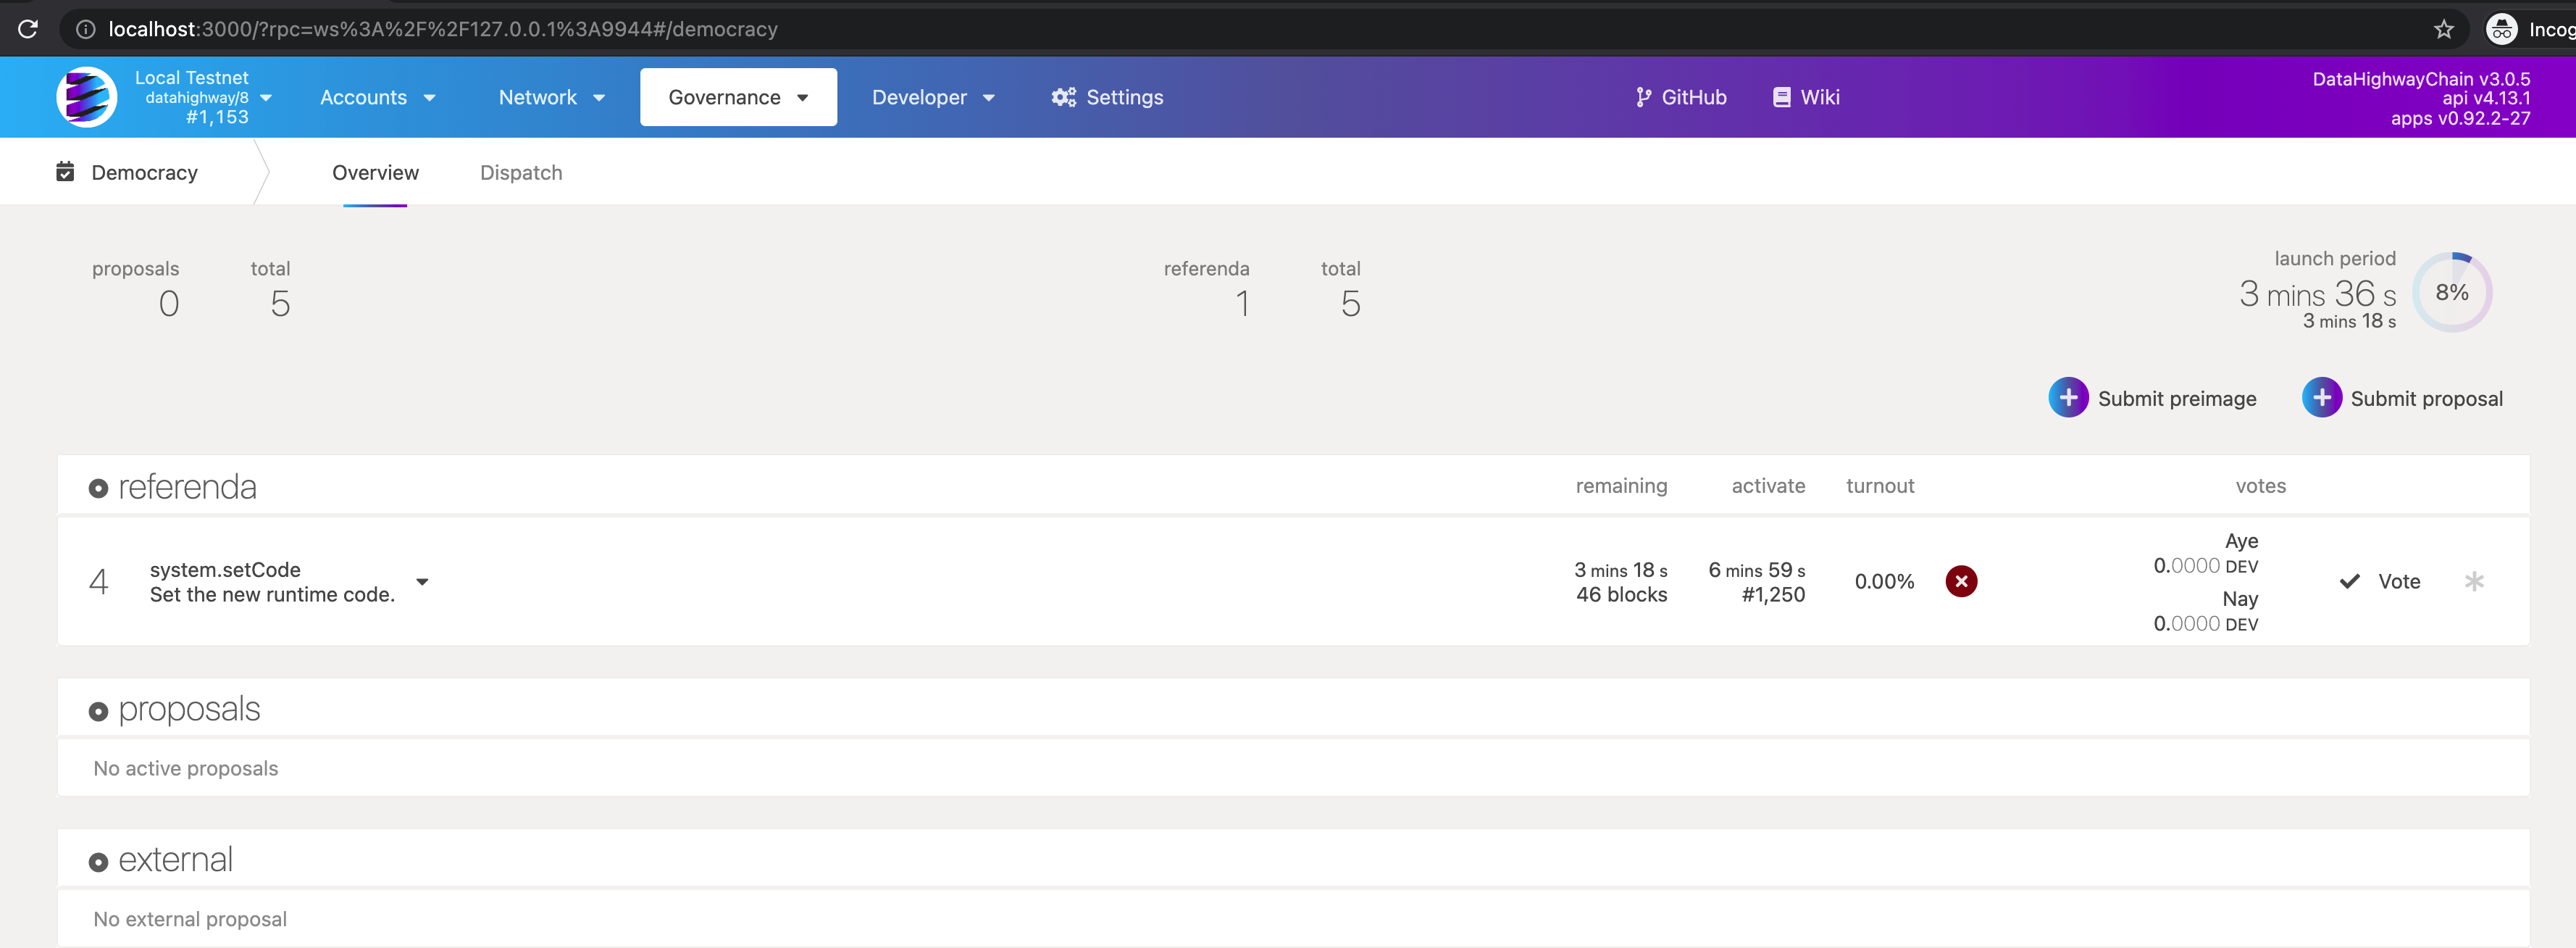 localhost:3000/?rpc=ws%3A%2F%2F127.0.0.1%3A9944#/democracy
Local Testnet
datahighway/8
#1,153
Accounts
Network
Governance
Developer
Settings
GitHub
Wiki
DataHighwayChain v3.0.5
api v4.13.1
apps v0.92.2-27
Democracy
Overview
Dispatch
proposals
0
total
5
referenda
1
total
5
launch period
3 mins 36 s
3 mins 18 s
8%
Submit preimage
Submit proposal
referenda
remaining
activate
turnout
votes
4
system.setCode
Set the new runtime code.
3 mins 18 s
46 blocks
6 mins 59 s
#1,250
0.00%
Aye
0.0000 DEV
Nay
0.0000 DEV
Vote
proposals
No active proposals
external
No external proposal